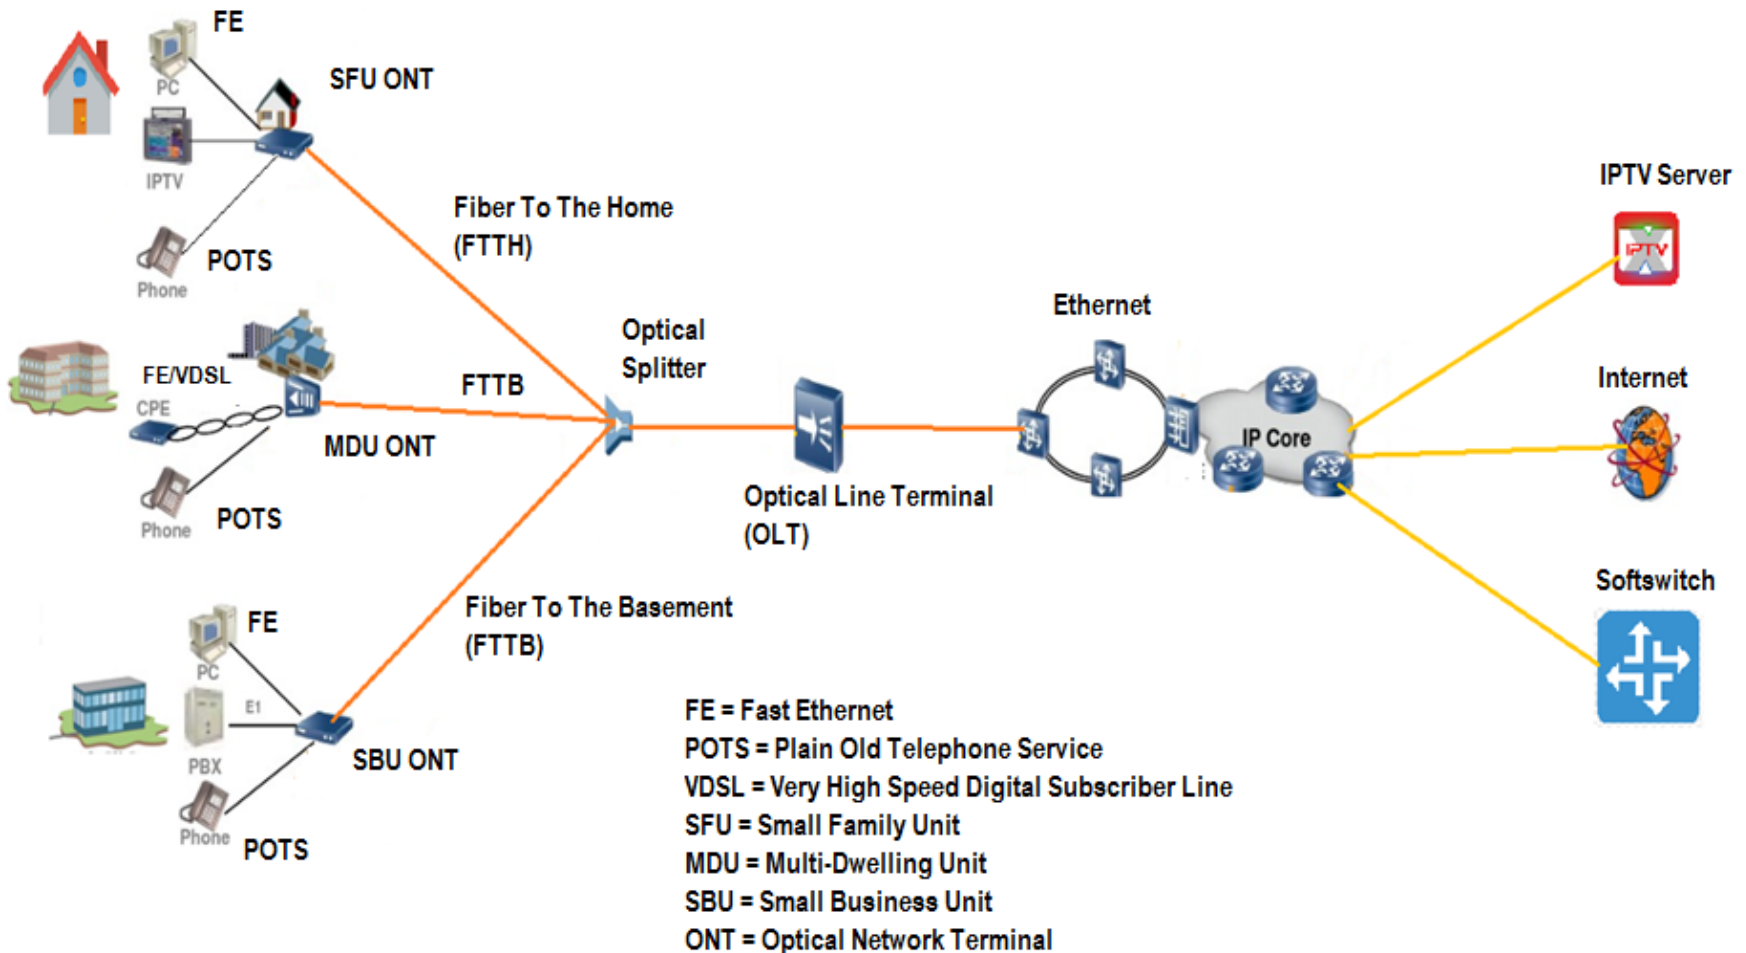 FE
PC
SFU ONT
IPTV
POTS
Phone
Fiber To The Home
(FTTH)
FE/VDSL
CPE
MDU ONT
FTTB
Phone
POTS
Optical
Splitter
Optical Line Terminal
(OLT)
Ethernet
IP Core
IPTV Server
IPTV
Internet
Softswitch
Fiber To The Basement
(FTTB)
FE
PC
E1
PBX
SBU ONT
Phone
POTS
FE = Fast Ethernet
POTS = Plain Old Telephone Service
VDSL = Very High Speed Digital Subscriber Line
SFU = Small Family Unit
MDU = Multi-Dwelling Unit
SBU = Small Business Unit
ONT = Optical Network Terminal